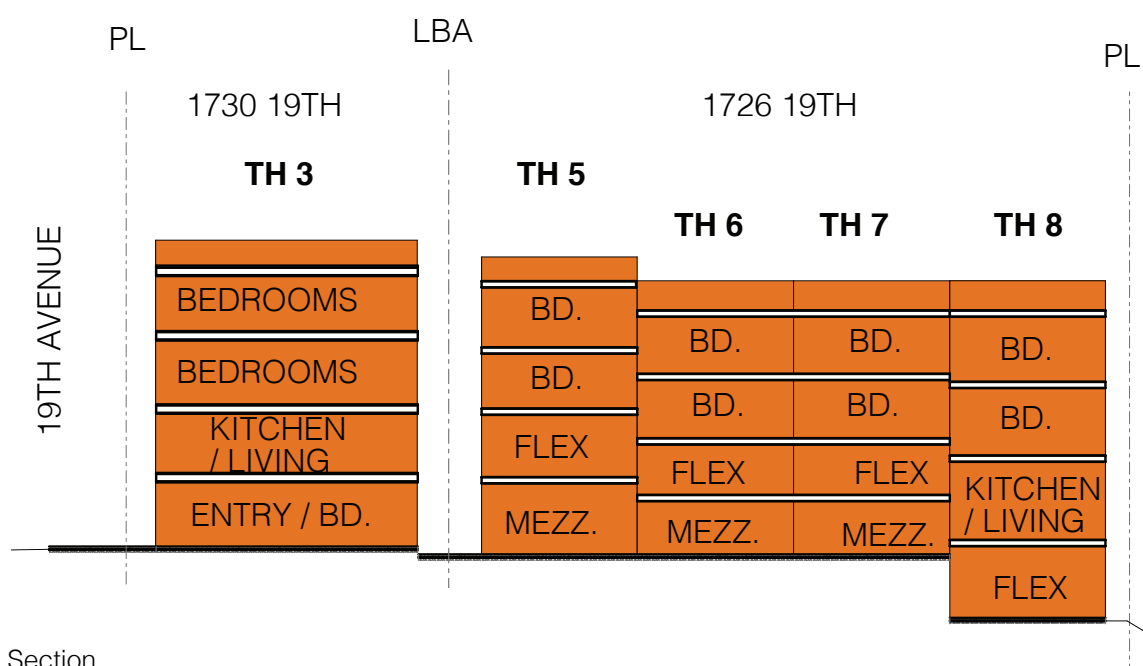 PL
LBA
PL
1730 19TH
1726 19TH
TH 3
TH 5
TH 6
TH 7
TH 8
19TH AVENUE
BEDROOMS
BEDROOMS
KITCHEN
/ LIVING
ENTRY / BD.
BD.
BD.
FLEX
MEZZ.
BD.
BD.
FLEX
MEZZ.
BD.
BD.
FLEX
MEZZ.
BD.
BD.
KITCHEN
/ LIVING
FLEX
Section